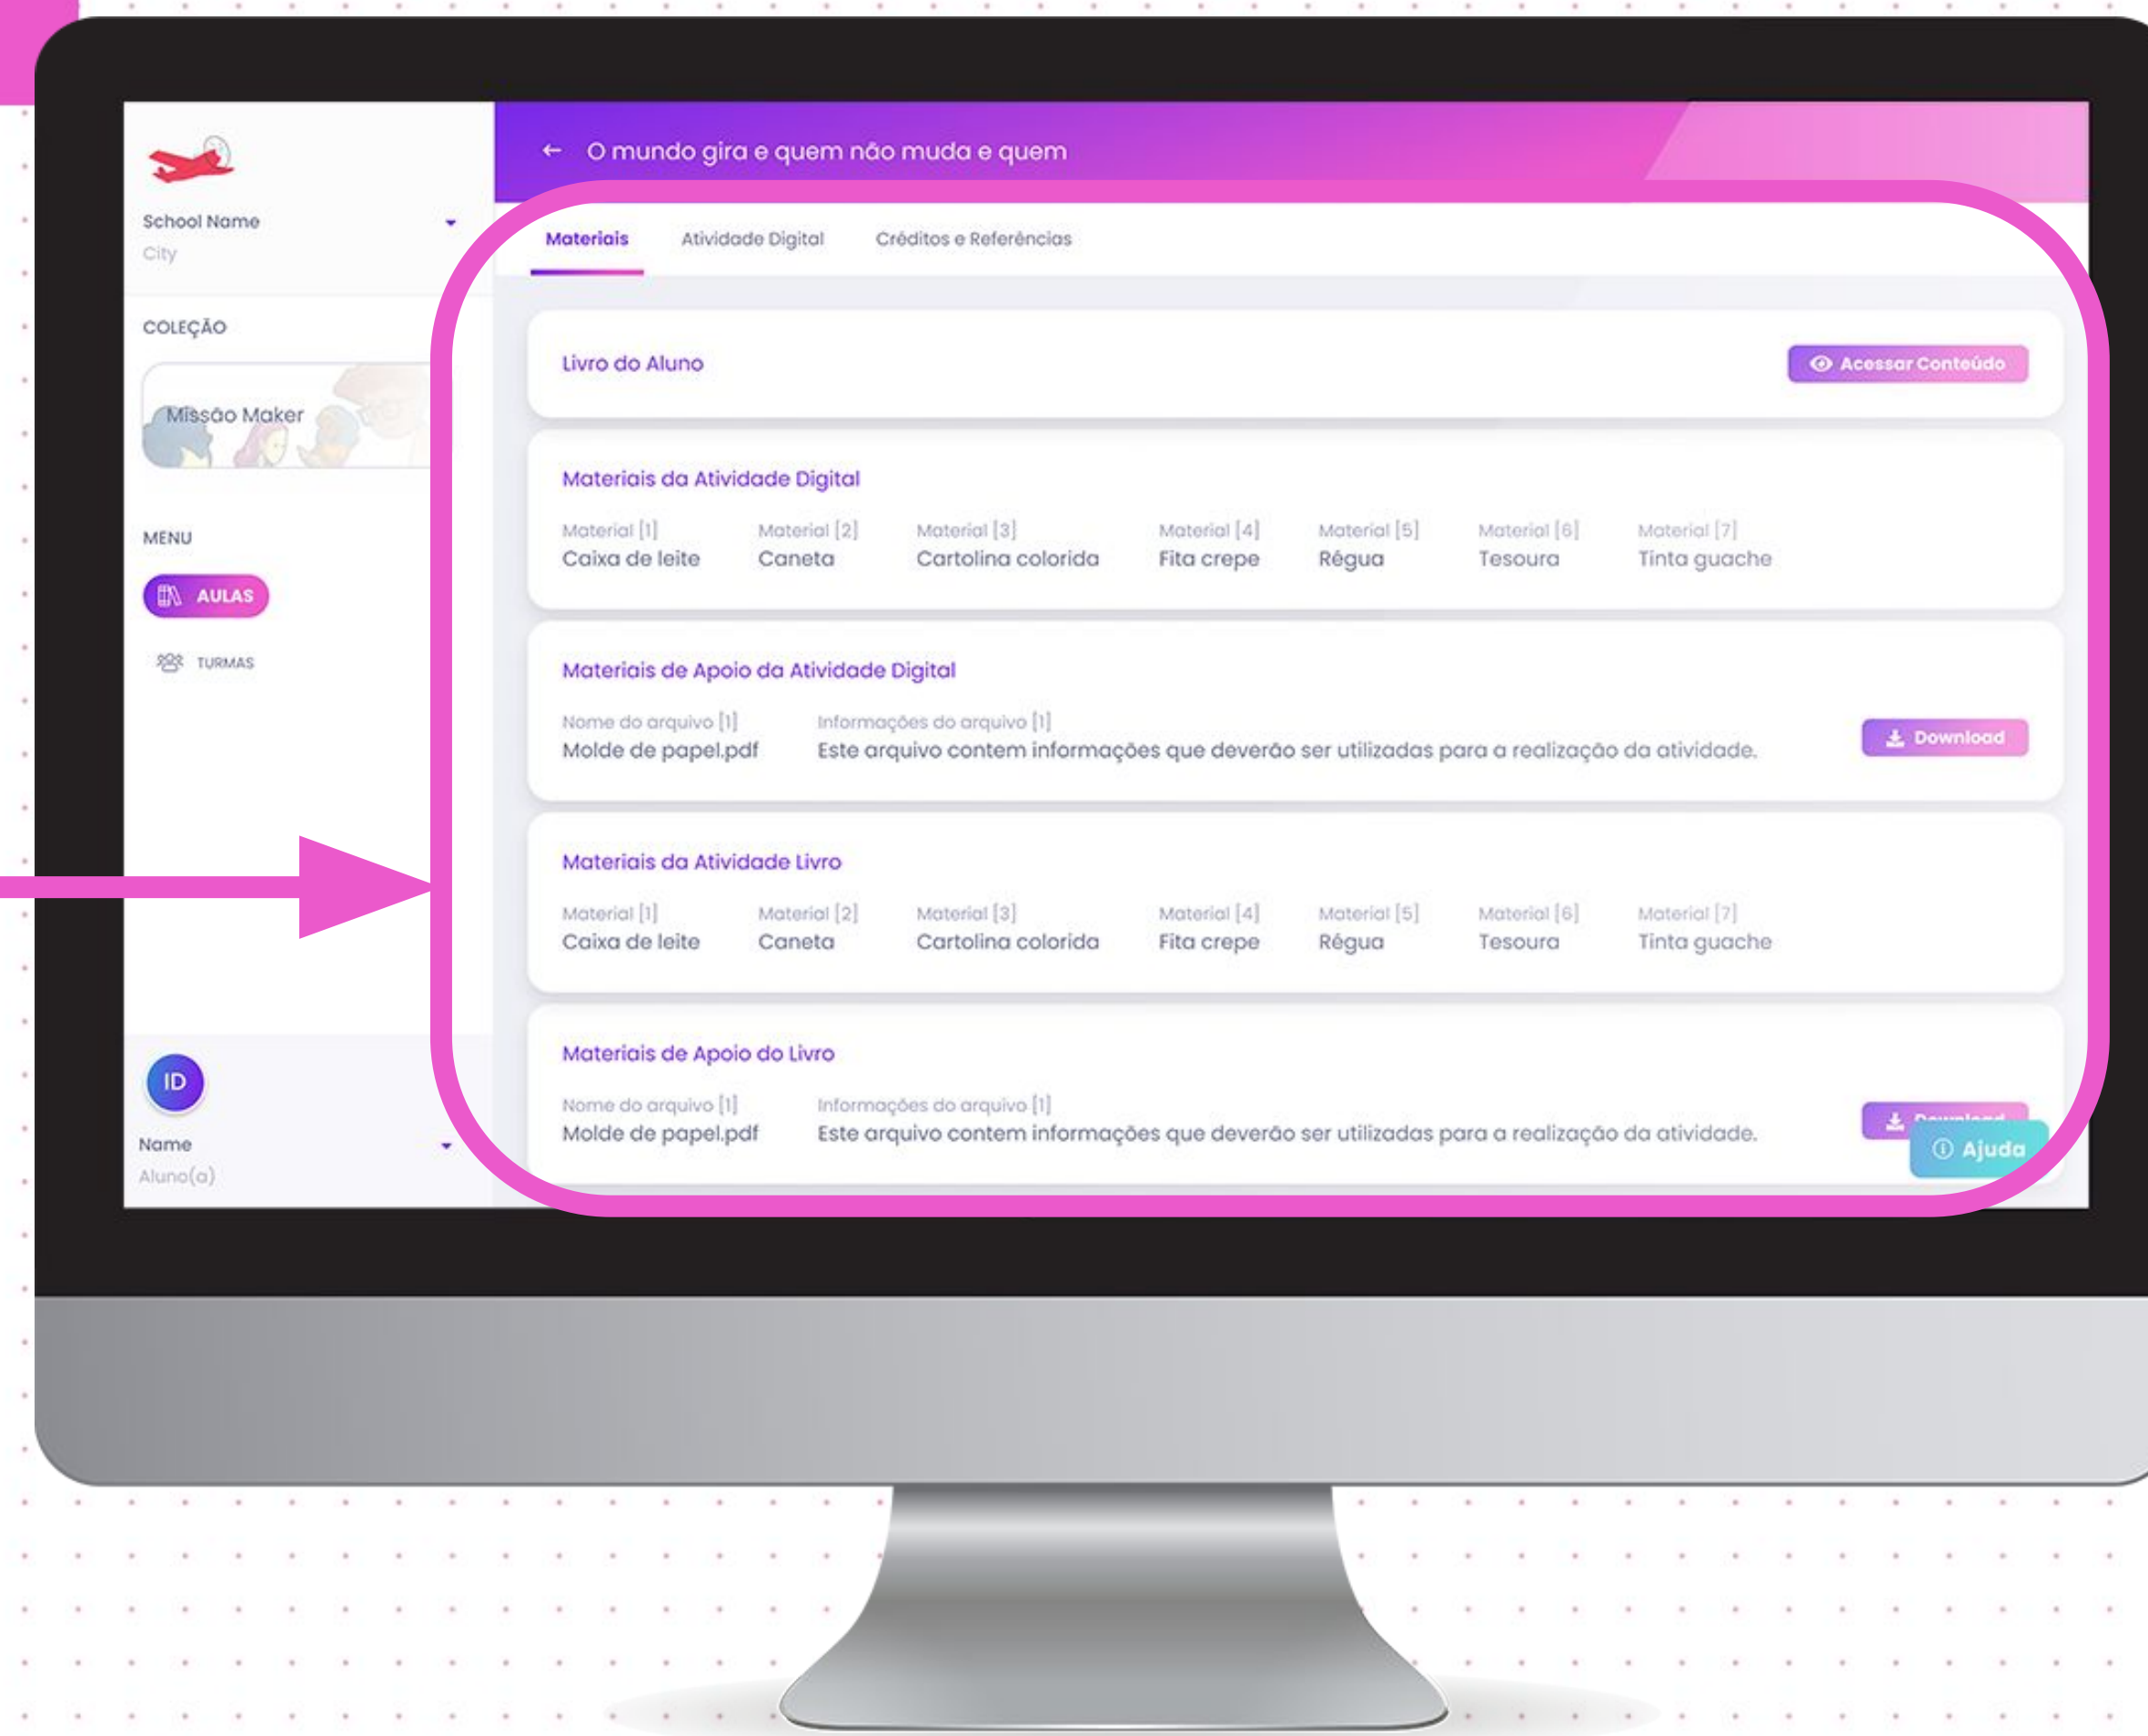 ← O mundo gira e quem não muda e quem
School Name
City
COLEÇÃO
Missão Maker
MENU
AULAS
TURMAS
ID
Name
Aluno(a)
Materiais Atividade Digital Créditos e Referências
Livro do Aluno Acessar Conteúdo
Materiais da Atividade Digital
Material [1] Material [2] Material [3] Material [4] Material [5] Material [6] Material [7]
Caixa de leite Caneta Cartolina colorida Fita crepe Régua Tesoura Tinta guache
Materiais de Apoio da Atividade Digital
Nome do arquivo [1] Informações do arquivo [1]
Molde de papel.pdf Este arquivo contem informações que deverão ser utilizadas para a realização da atividade. Download
Materiais da Atividade Livro
Material [1] Material [2] Material [3] Material [4] Material [5] Material [6] Material [7]
Caixa de leite Caneta Cartolina colorida Fita crepe Régua Tesoura Tinta guache
Materiais de Apoio do Livro
Nome do arquivo [1] Informações do arquivo [1]
Molde de papel.pdf Este arquivo contem informações que deverão ser utilizadas para a realização da atividade. Download
Ajuda